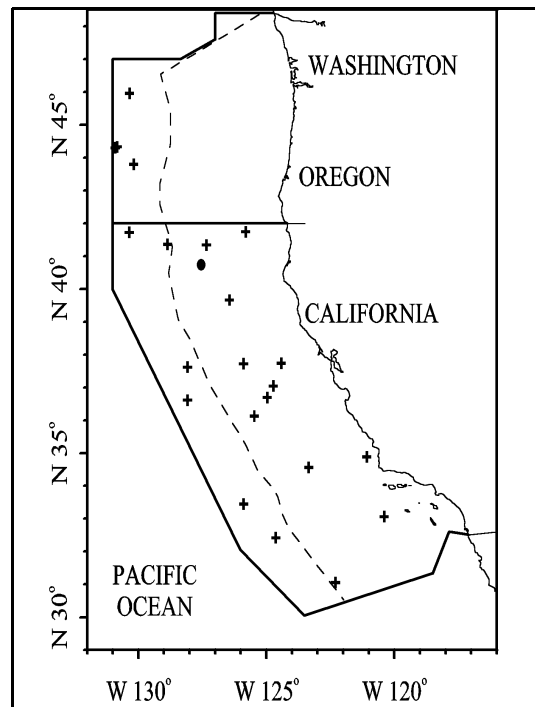 WASHINGTON
N 45°
OREGON
N 40°
CALIFORNIA
N 35°
PACIFIC
OCEAN
N 30°
W 130°
W 125°
W 120°